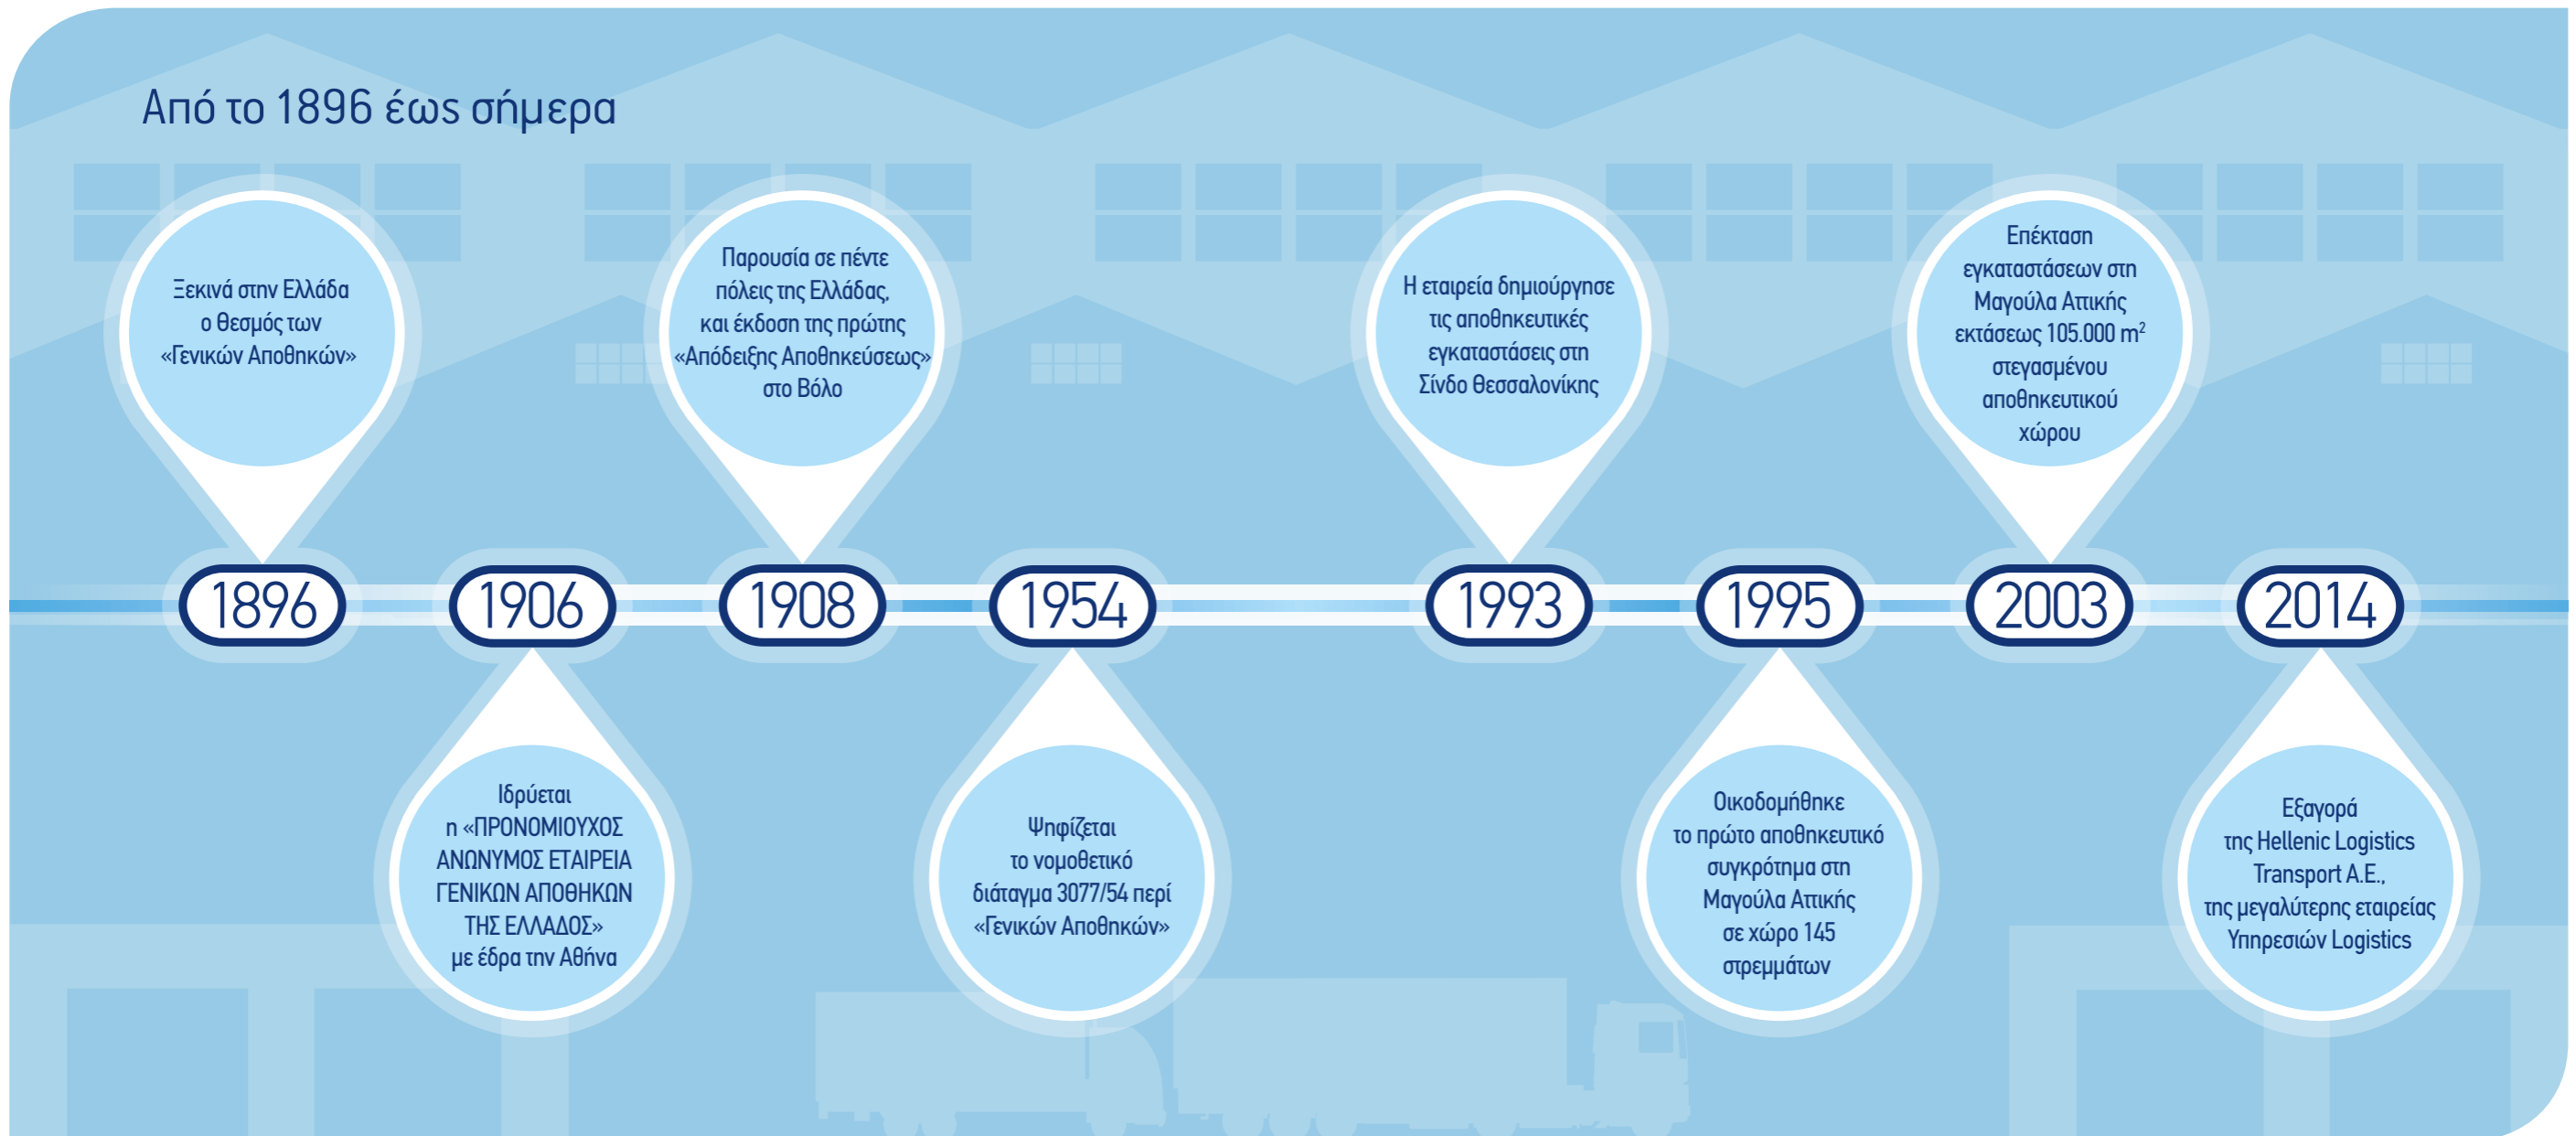 Από το 1896 έως σήμερα
Ξεκινά στην Ελλάδα
ο θεσμός των
«Γενικών Αποθηκών»
1896
Ιδρύεται
η «ΠΡΟΝΟΜΙΟΥΧΟΣ
ΑΝΩΝΥΜΟΣ ΕΤΑΙΡΕΙΑ
ΓΕΝΙΚΩΝ ΑΠΟΘΗΚΩΝ
ΤΗΣ ΕΛΛΑΔΟΣ»
με έδρα την Αθήνα
1906
Παρουσία σε πέντε
πόλεις της Ελλάδας,
και έκδοση της πρώτης
«Απόδειξης Αποθηκεύσεως»
στο Βόλο
1908
Ψηφίζεται
το νομοθετικό
διάταγμα 3077/54 περί
«Γενικών Αποθηκών»
1954
Η εταιρεία δημιούργησε
τις αποθηκευτικές
εγκαταστάσεις στη
Σίνδο Θεσσαλονίκης
1993
Οικοδομήθηκε
το πρώτο αποθηκευτικό
συγκρότημα στη
Μαγούλα Αττικής
σε χώρο 145
στρεμμάτων
1995
Επέκταση
εγκαταστάσεων στη
Μαγούλα Αττικής
εκτάσεως 105.000 m²
στεγασμένου
αποθηκευτικού
χώρου
2003
Εξαγορά
της Hellenic Logistics
Transport A.E.,
της μεγαλύτερης εταιρείας
Υπηρεσιών Logistics
2014